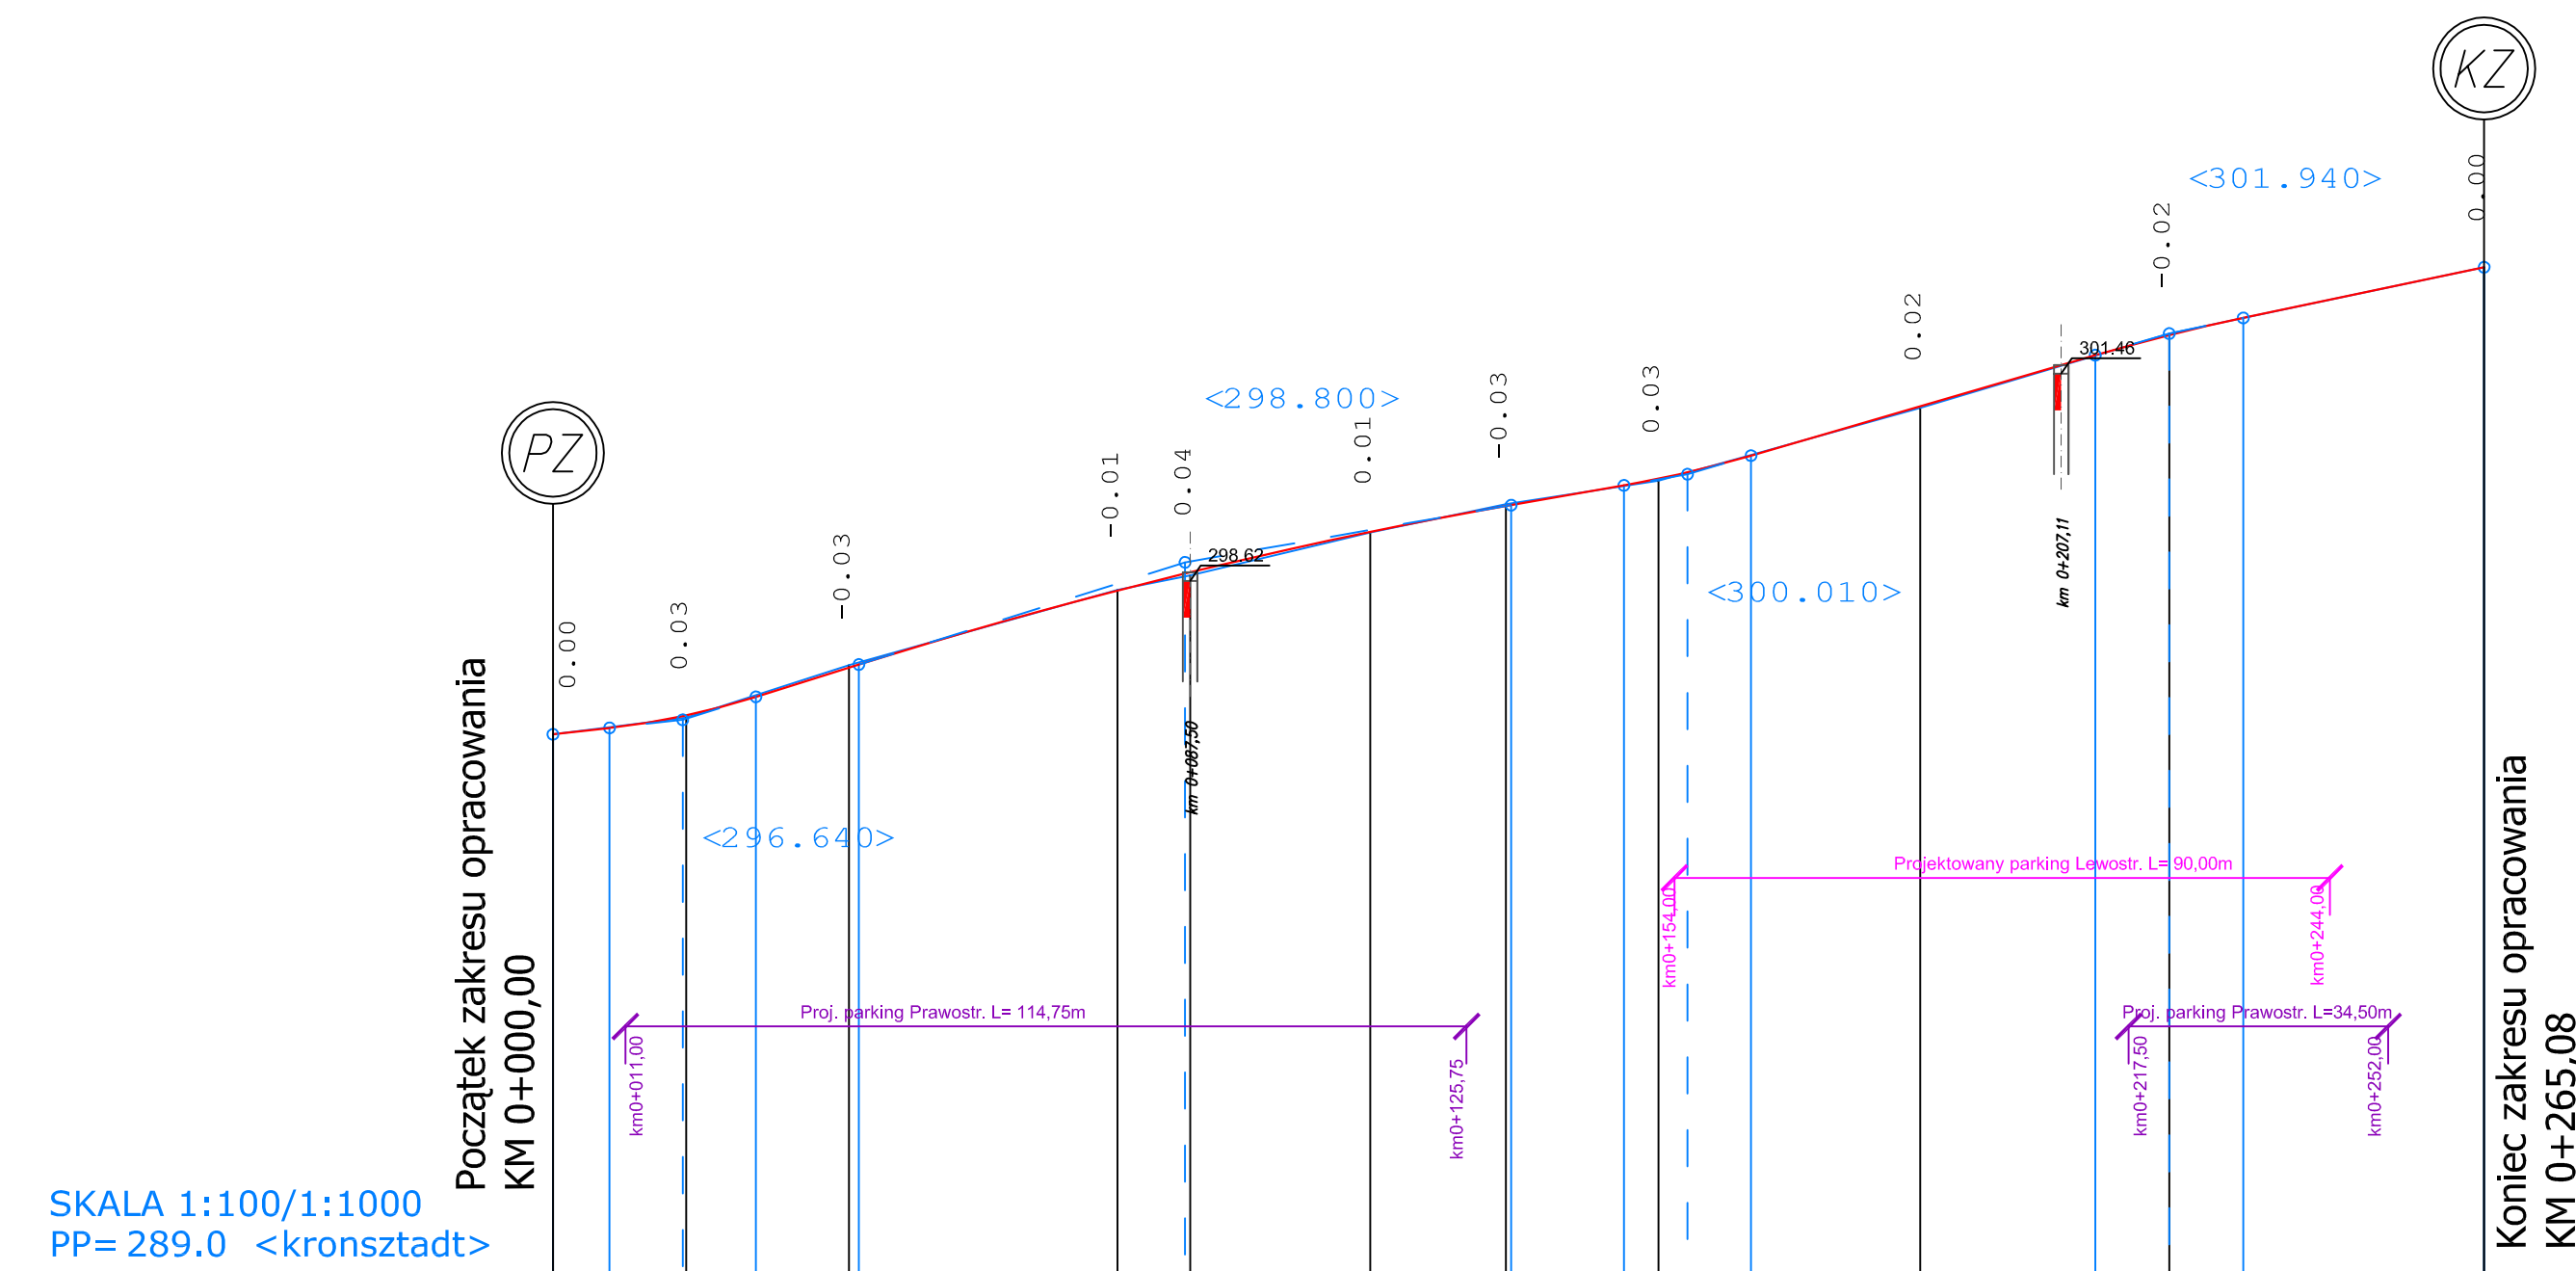 KZ
0.00
<301.940>
-0.02
0.02
301.46
0.03
-0.03
<298.800>
0.01
PZ
0.04
-0.01
-0.03
298.62
km 0+207,11
<300.010>
0.03
0.00
km 0+087,50
<296.640>
Początek zakresu opracowania
KM 0+000,00
Koniec zakresu opracowania
KM 0+265,08
Projektowany parking Lewostr. L= 90,00m
km0+154,00
km0+244,00
Proj. parking Prawostr. L= 114,75m
Proj. parking Prawostr. L=34,50m
km0+011,00
km0+125,75
km0+217,50
km0+252,00
SKALA 1:100/1:1000
PP= 289.0 <kronsztadt>